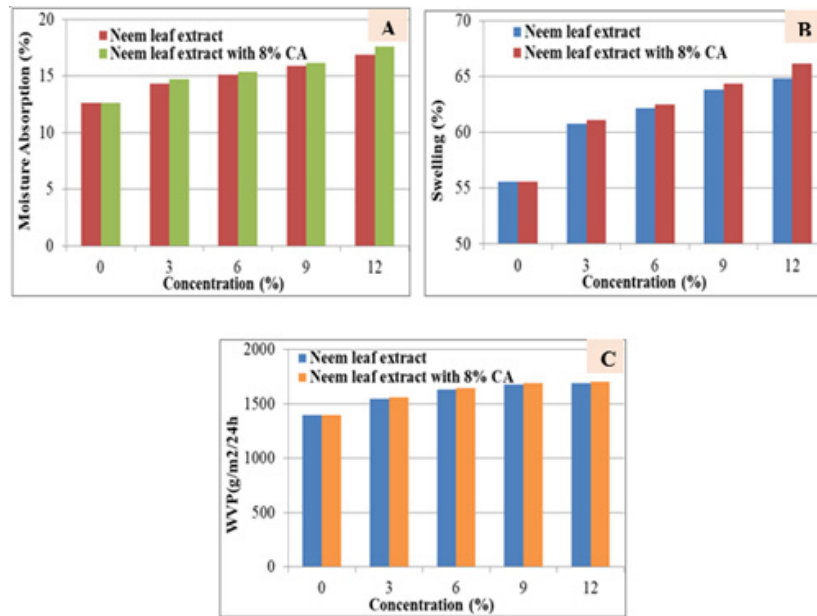 A
Neem leaf extract
Neem leaf extract with 8% CA
Moisture Absorption (%)
20
15
10
5
0
0 3 6 9 12
Concentration (%)
B
Neem leaf extract
Neem leaf extract with 8% CA
Swelling (%)
70
65
60
55
50
0 3 6 9 12
Concentration (%)
C
Neem leaf extract
Neem leaf extract with 8% CA
WVP(g/m2/24h
2000
1500
1000
500
0
0 3 6 9 12
Concentration (%)